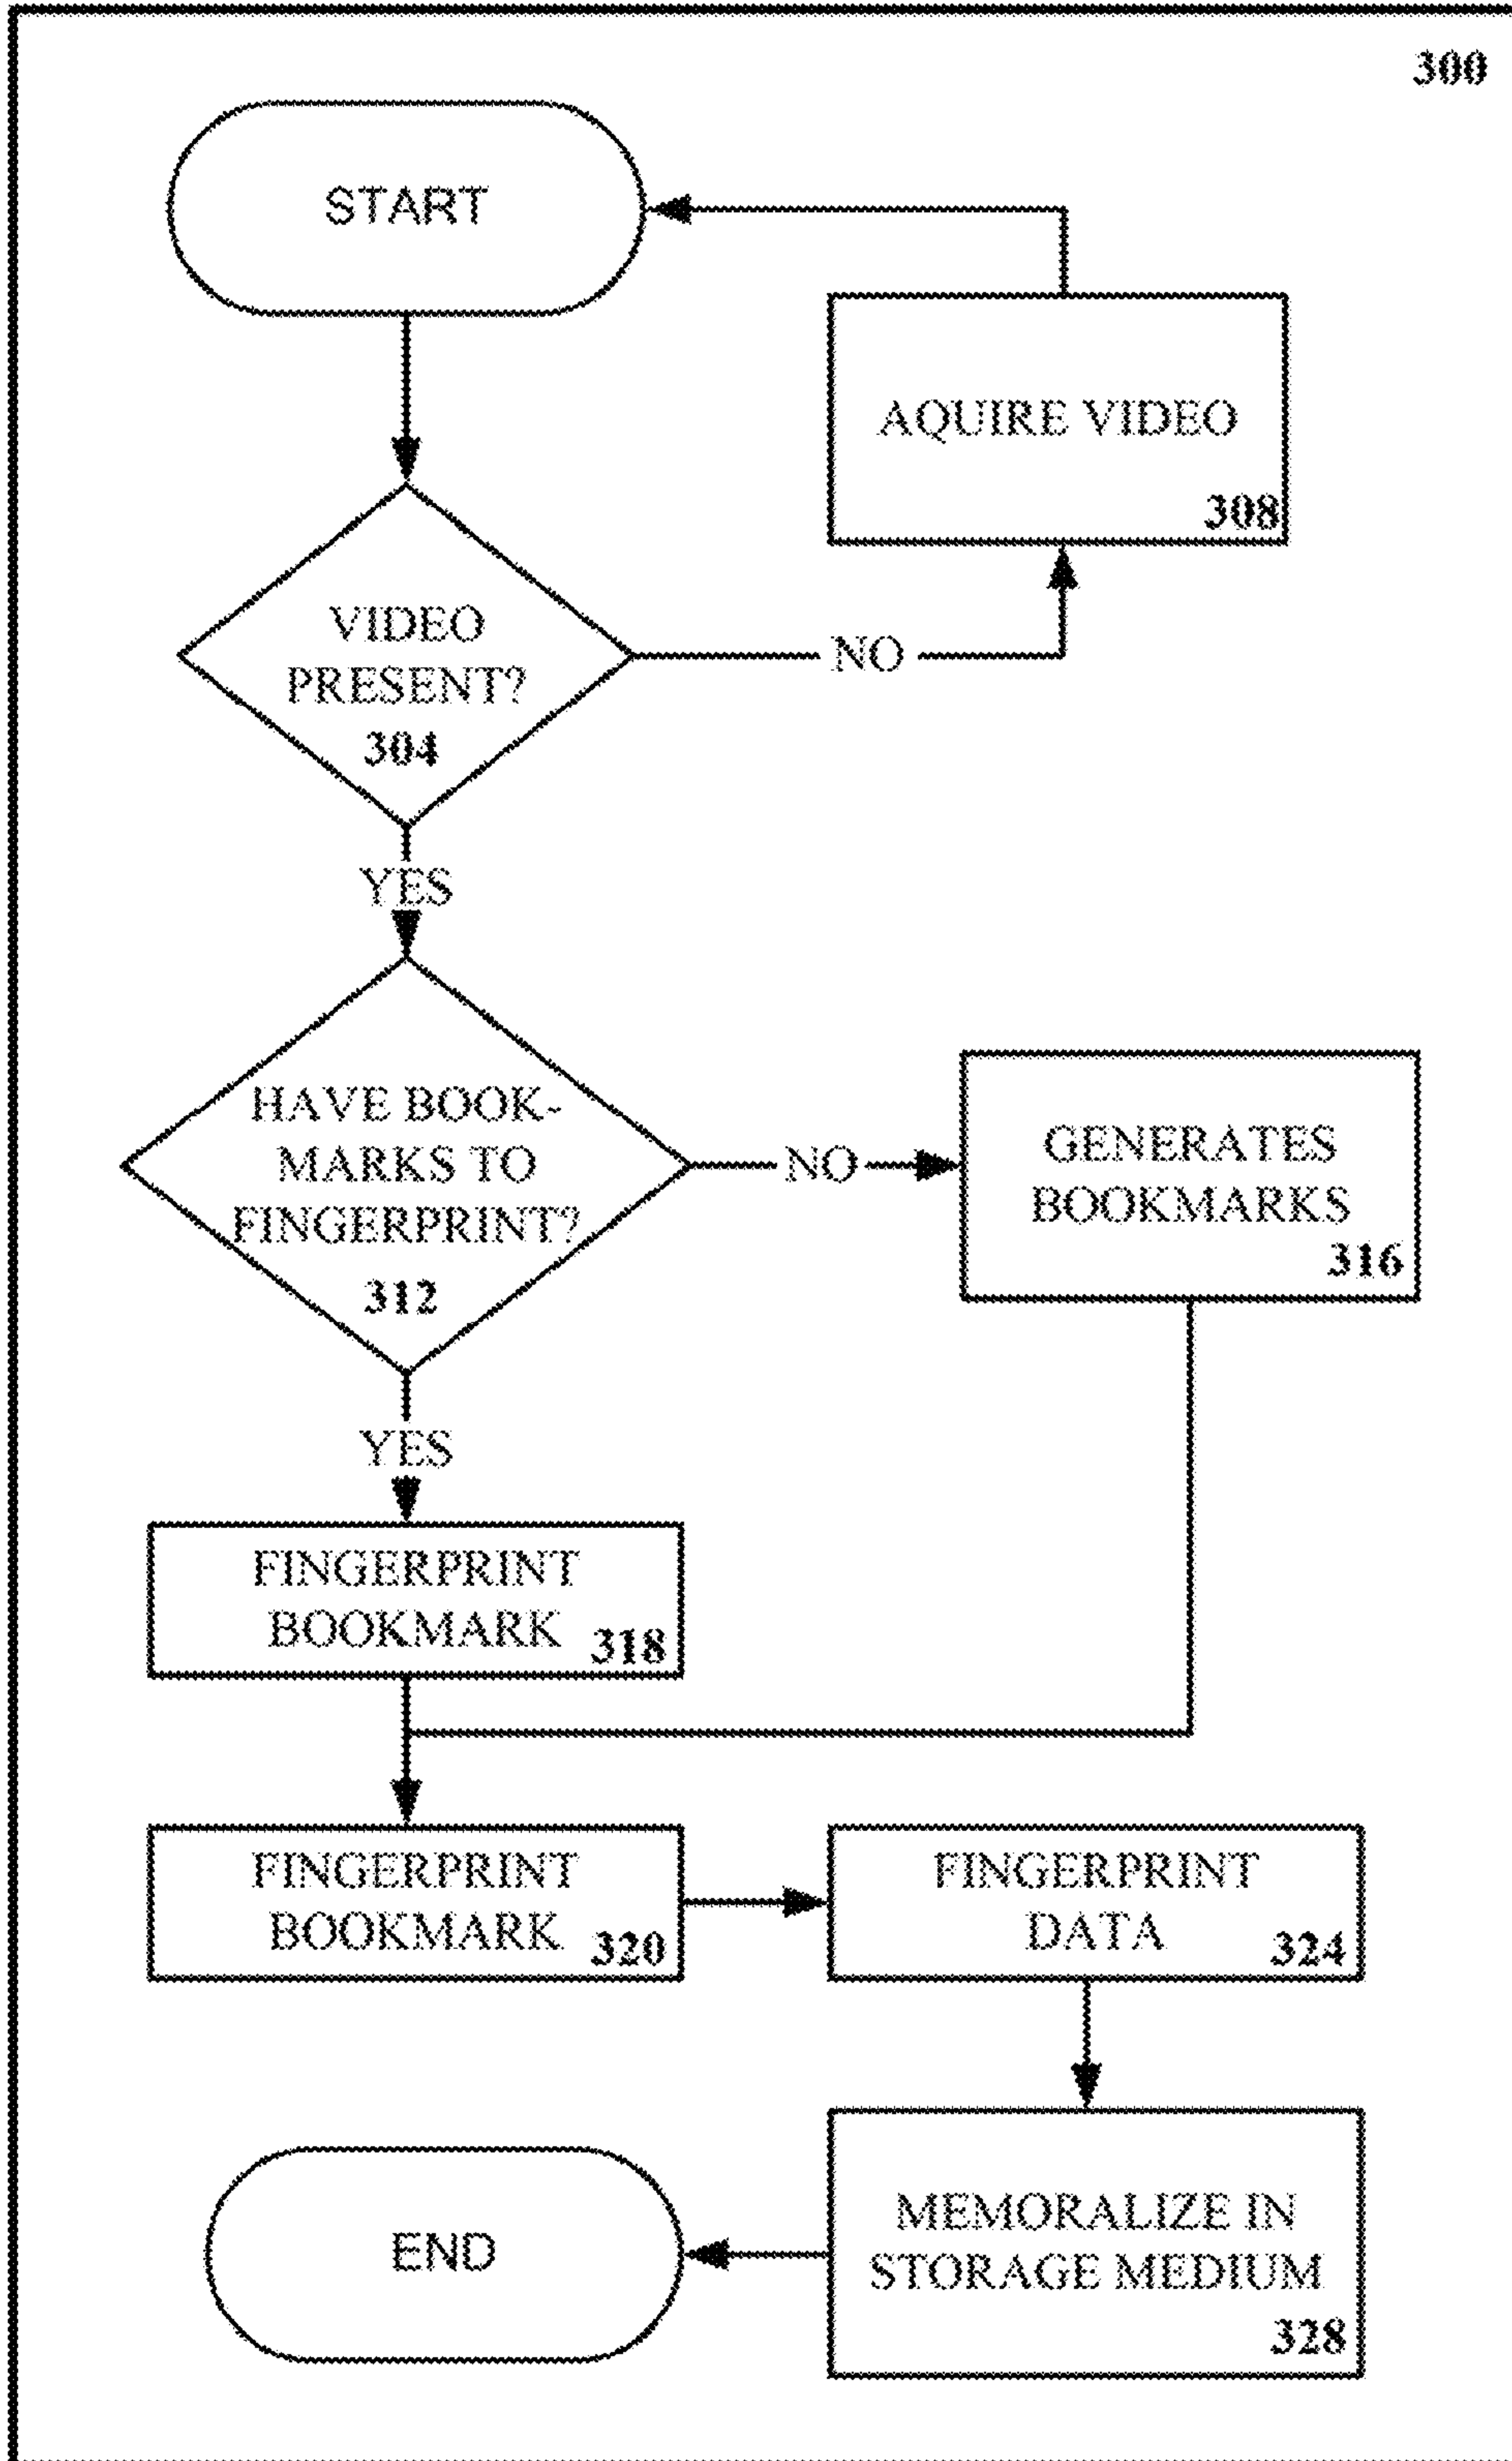 300
START
AQUIRE VIDEO
308
VIDEO
PRESENT?
304
NO
YES
HAVE BOOK-
MARKS TO
FINGERPRINT?
312
NO
GENERATES
BOOKMARKS
316
YES
FINGERPRINT
BOOKMARK
318
FINGERPRINT
BOOKMARK
320
FINGERPRINT
DATA
324
MEMORALIZE IN
STORAGE MEDIUM
328
END